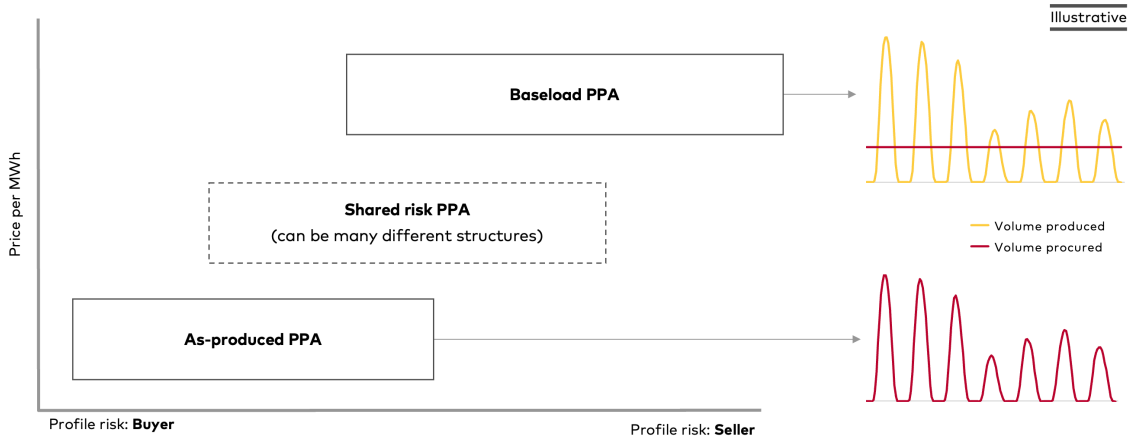 Illustrative
Baseload PPA
Price per MWh
Shared risk PPA
(can be many different structures)
Volume produced
Volume procured
As-produced PPA
Profile risk: Buyer
Profile risk: Seller